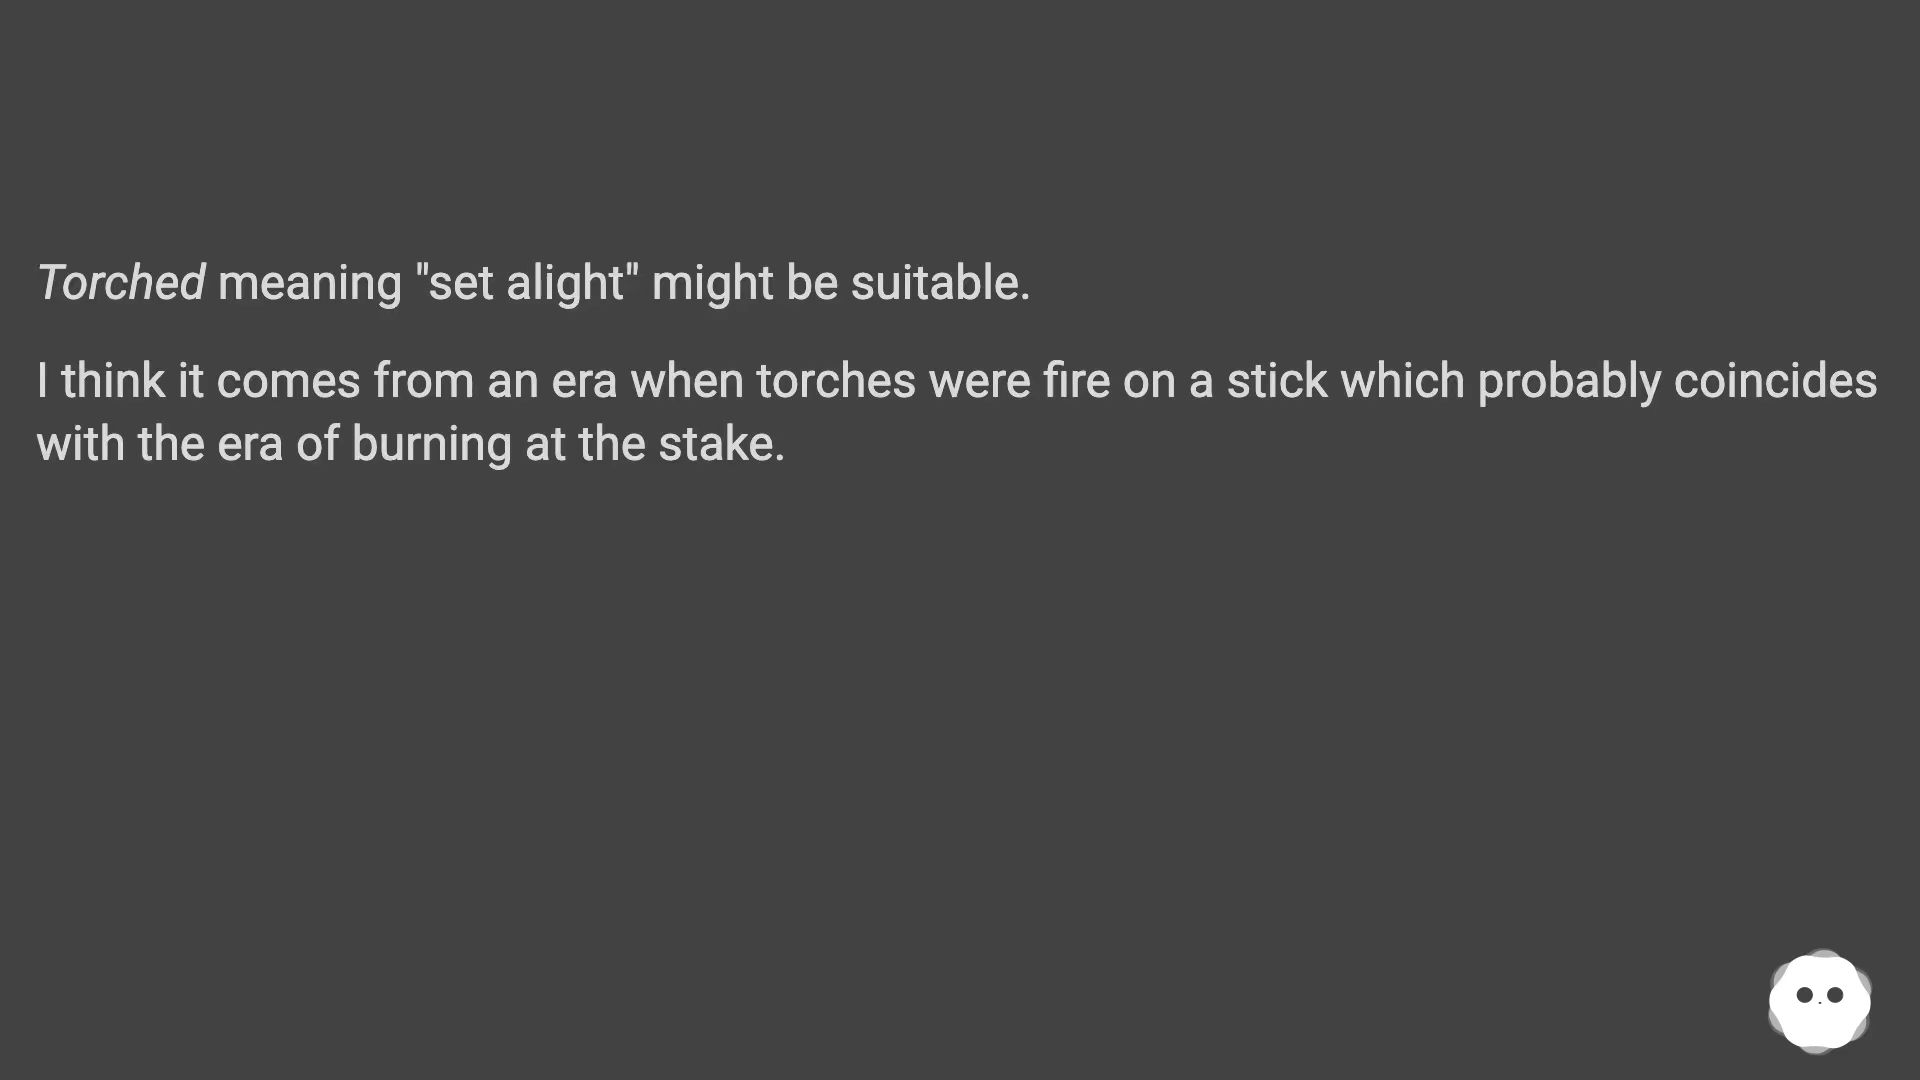 Torched meaning "set alight" might be suitable.
I think it comes from an era when torches were fire on a stick which probably coincides
with the era of burning at the stake.